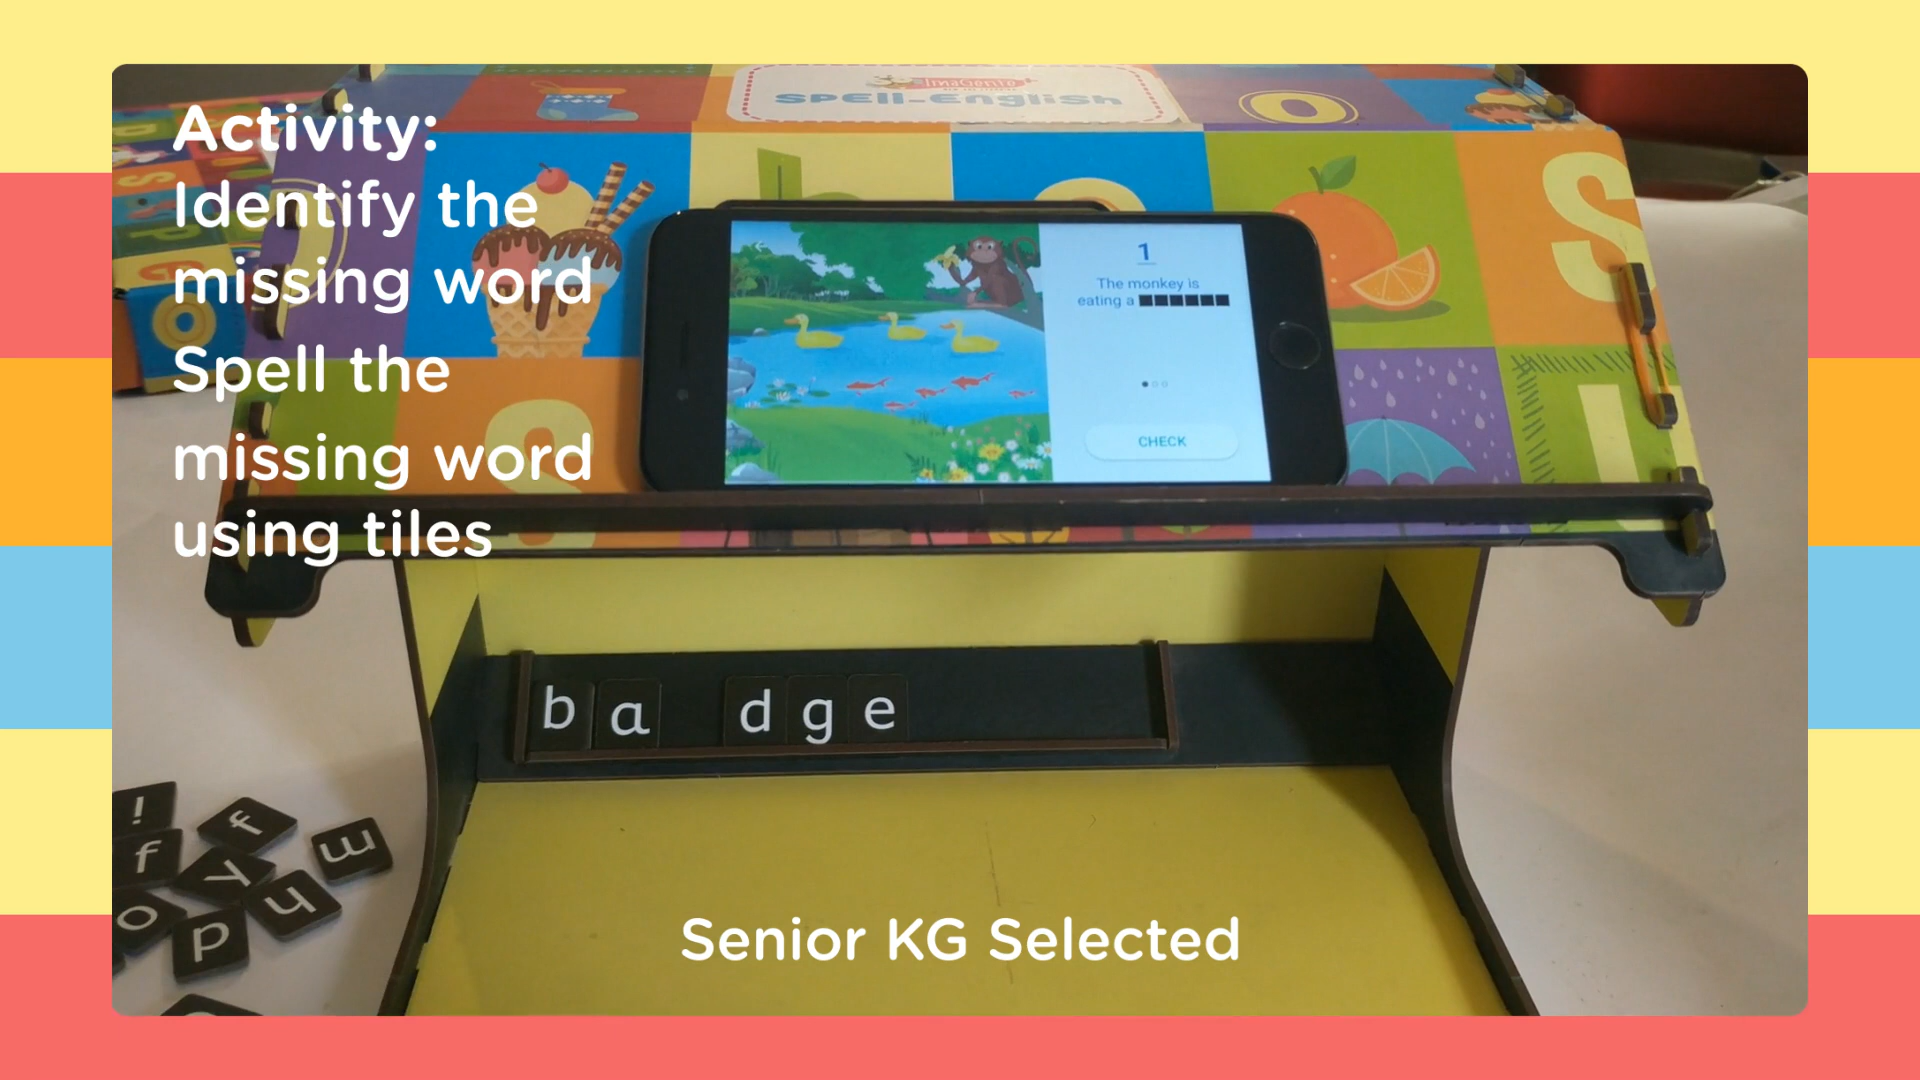 Activity:
Identify the
missing word
Spell the
missing word
using tiles
Imagento
Spell-English
O
S
S
U
1
The monkey is
eating a
CHECK
b a d g e
!
f
f
y
m
h
o
p
Senior KG Selected